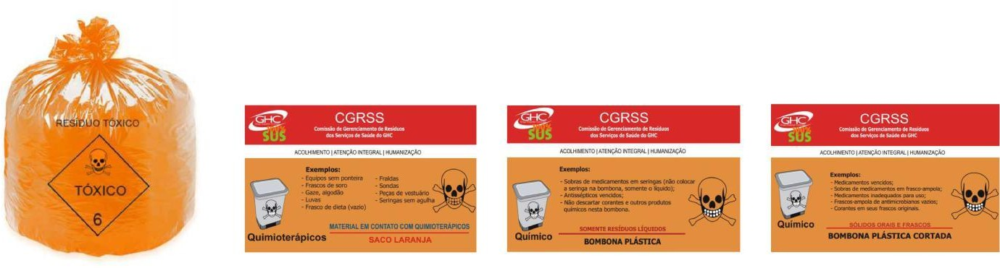 RESÍDUO TÓXICO
TÓXICO
6
GHC
100%
SUS
CGRSS
Comissão de Gerenciamento de Resíduos
dos Serviços de Saúde do GHC
ACOLHIMENTO | ATENÇÃO INTEGRAL | HUMANIZAÇÃO
Exemplos:
- Equipos sem ponteira
- Frascos de soro
- Gaze, algodão
- Luvas
- Frasco de dieta (vazio)
- Fraldas
- Sondas
- Peças de vestuário
- Seringas sem agulha
MATERIAL EM CONTATO COM QUIMIOTERÁPICOS
Quimioterápicos
SACO LARANJA
GHC
100%
SUS
CGRSS
Comissão de Gerenciamento de Resíduos
dos Serviços de Saúde do GHC
ACOLHIMENTO | ATENÇÃO INTEGRAL | HUMANIZAÇÃO
Exemplos:
- Sobras de medicamentos em seringas (não colocar
a seringa na bombona, somente o líquido);
- Antissépticos vencidos;
- Não descartar corantes e outros produtos
químicos nesta bombona.
SOMENTE RESÍDUOS LÍQUIDOS
Químico
BOMBONA PLÁSTICA
GHC
100%
SUS
CGRSS
Comissão de Gerenciamento de Resíduos
dos Serviços de Saúde do GHC
ACOLHIMENTO | ATENÇÃO INTEGRAL | HUMANIZAÇÃO
Exemplos:
- Medicamentos vencidos;
- Sobras de medicamentos em frasco-ampola;
- Medicamentos inadequados para uso;
- Frascos-ampola de antimicrobianos vazios;
- Corantes em seus frascos originais.
SÓLIDOS ORAIS E FRASCOS
Químico
BOMBONA PLÁSTICA CORTADA